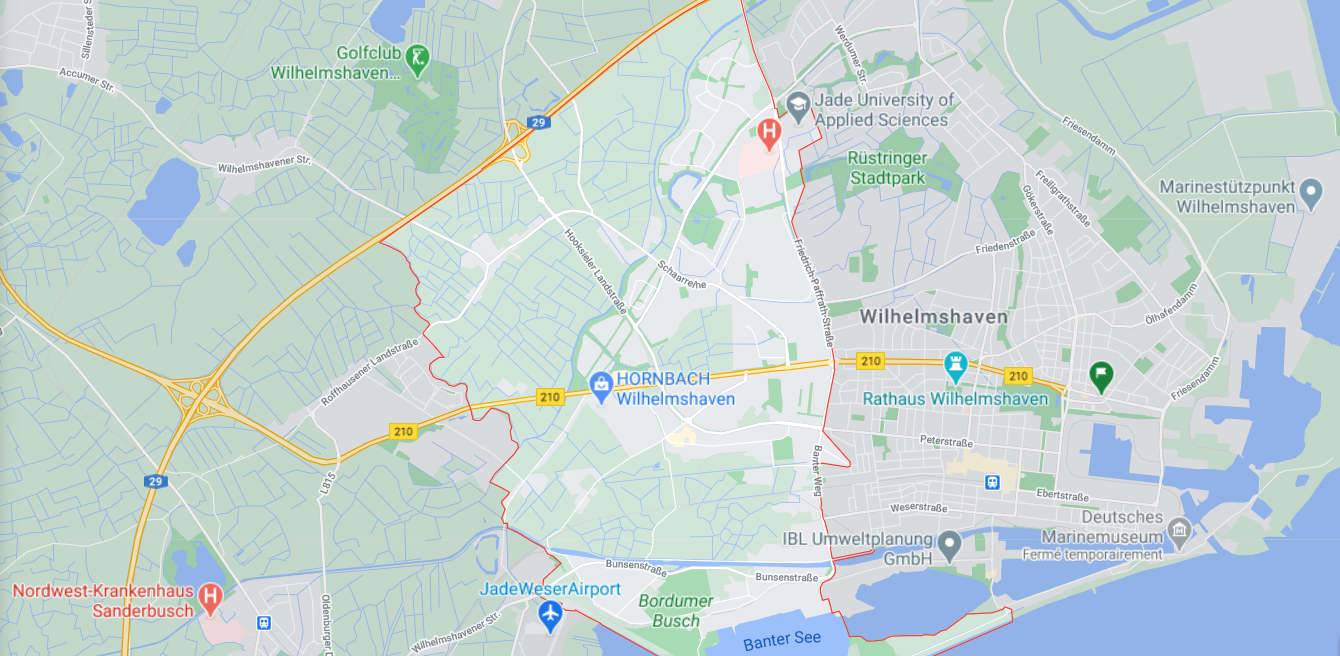 Sillensteder S
Werdumer Str.
Golfclub
Wilhelmshaven...
Accumer Str.
Jade University of
Applied Sciences
H
29
Friesendamm
Wilhelmshavener Str.
Rüstringer
Stadtpark
Freiligrathstraße
Gökerstraße
Marinestützpunkt
Wilhelmshaven
Hooksieler Landstraße
Friedenstraße
Friedrich-Paffrath-Straße
Schaarreihe
Ölhafendamm
Wilhelmshaven
Roffhausener Landstraße
210
210
Friesendamm
HORNBACH
Wilhelmshaven
210
Rathaus Wilhelmshaven
210
Peterstraße
Banter Weg
29
L815
Ebertstraße
Weserstraße
Deutsches
Marinemuseum
Fermé temporairement
IBL Umweltplanung
GmbH
Bunsenstraße
Bunsenstraße
Nordwest-Krankenhaus
Sanderbusch
H
JadeWeserAirport
Bordumer
Busch
Oldenburger D
Wilhelmshavener Str.
Banter See